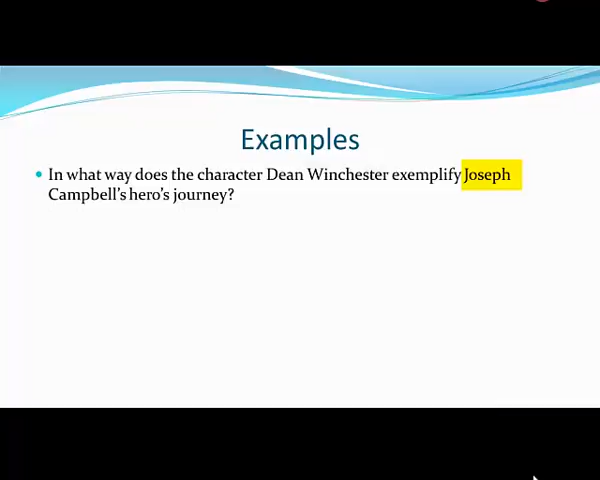 Examples
In what way does the character Dean Winchester exemplify Joseph
Campbell's hero's journey?